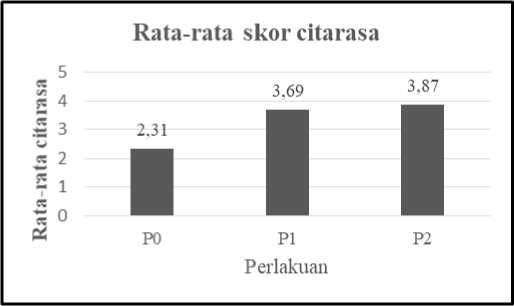 Rata-rata skor citarasa
Rata-rata citarasa
5
4
3
2
1
0
2,31
3,69
3,87
P0
P1
P2
Perlakuan